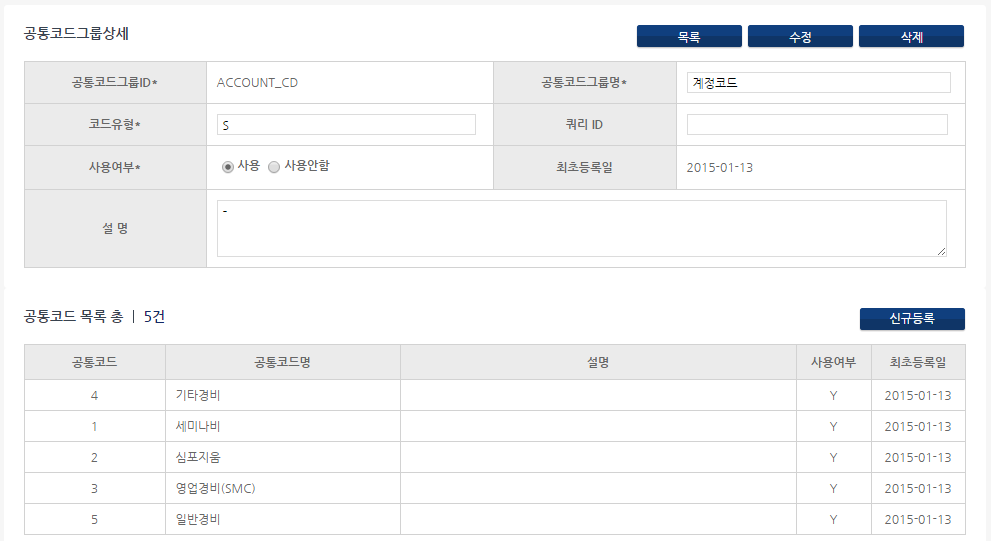 공통코드그룹상세 목록 수정 삭제
공통코드그룹ID* ACCOUNT_CD 공통코드그룹명* 계정코드
코드유형* S 쿼리 ID
사용여부* 사용 사용안함 최초등록일 2015-01-13
설 명 -
공통코드 목록 총 | 5건 신규등록
공통코드 공통코드명 설명 사용여부 최초등록일
4 기타경비 Y 2015-01-13
1 세미나비 Y 2015-01-13
2 심포지움 Y 2015-01-13
3 영업경비(SMC) Y 2015-01-13
5 일반경비 Y 2015-01-13